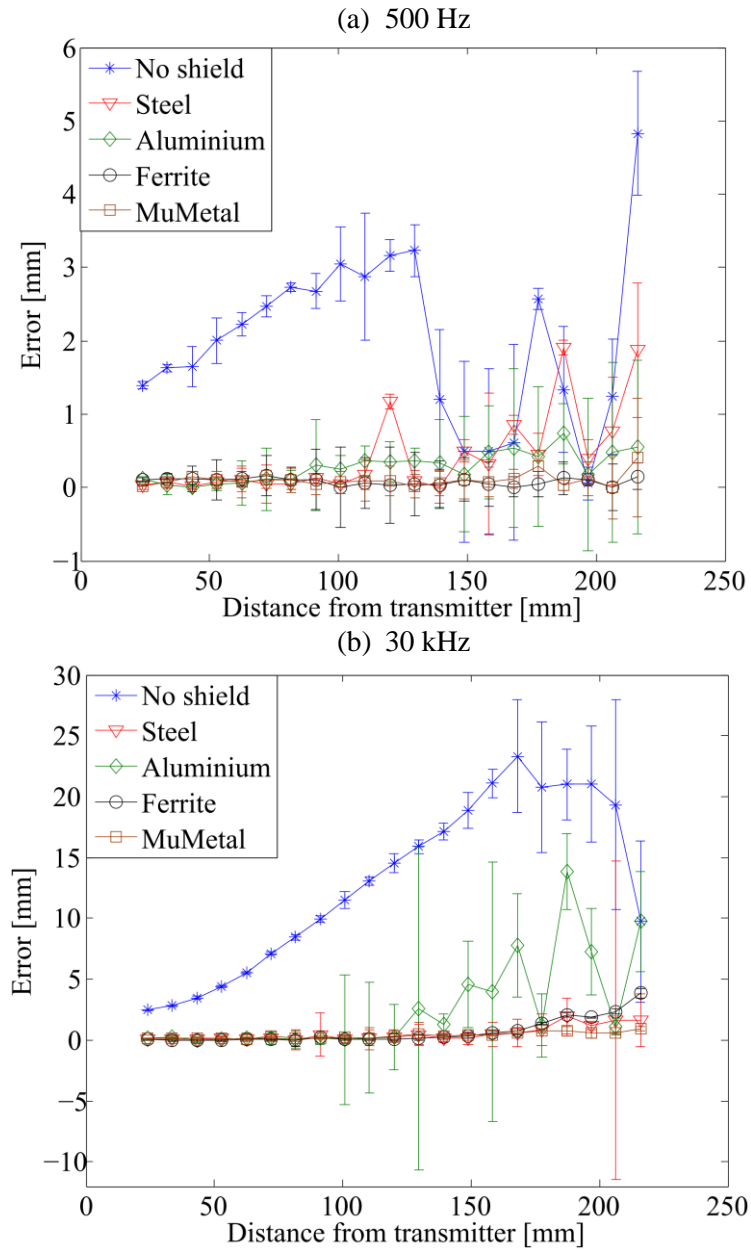 (a) 500 Hz
6
5
4
3
2
1
0
−1
Error [mm]
No shield
Steel
Aluminium
Ferrite
MuMetal
0 50 100 150 200 250
Distance from transmitter [mm]
(b) 30 kHz
30
25
20
15
10
5
0
−5
−10
Error [mm]
No shield
Steel
Aluminium
Ferrite
MuMetal
0 50 100 150 200 250
Distance from transmitter [mm]